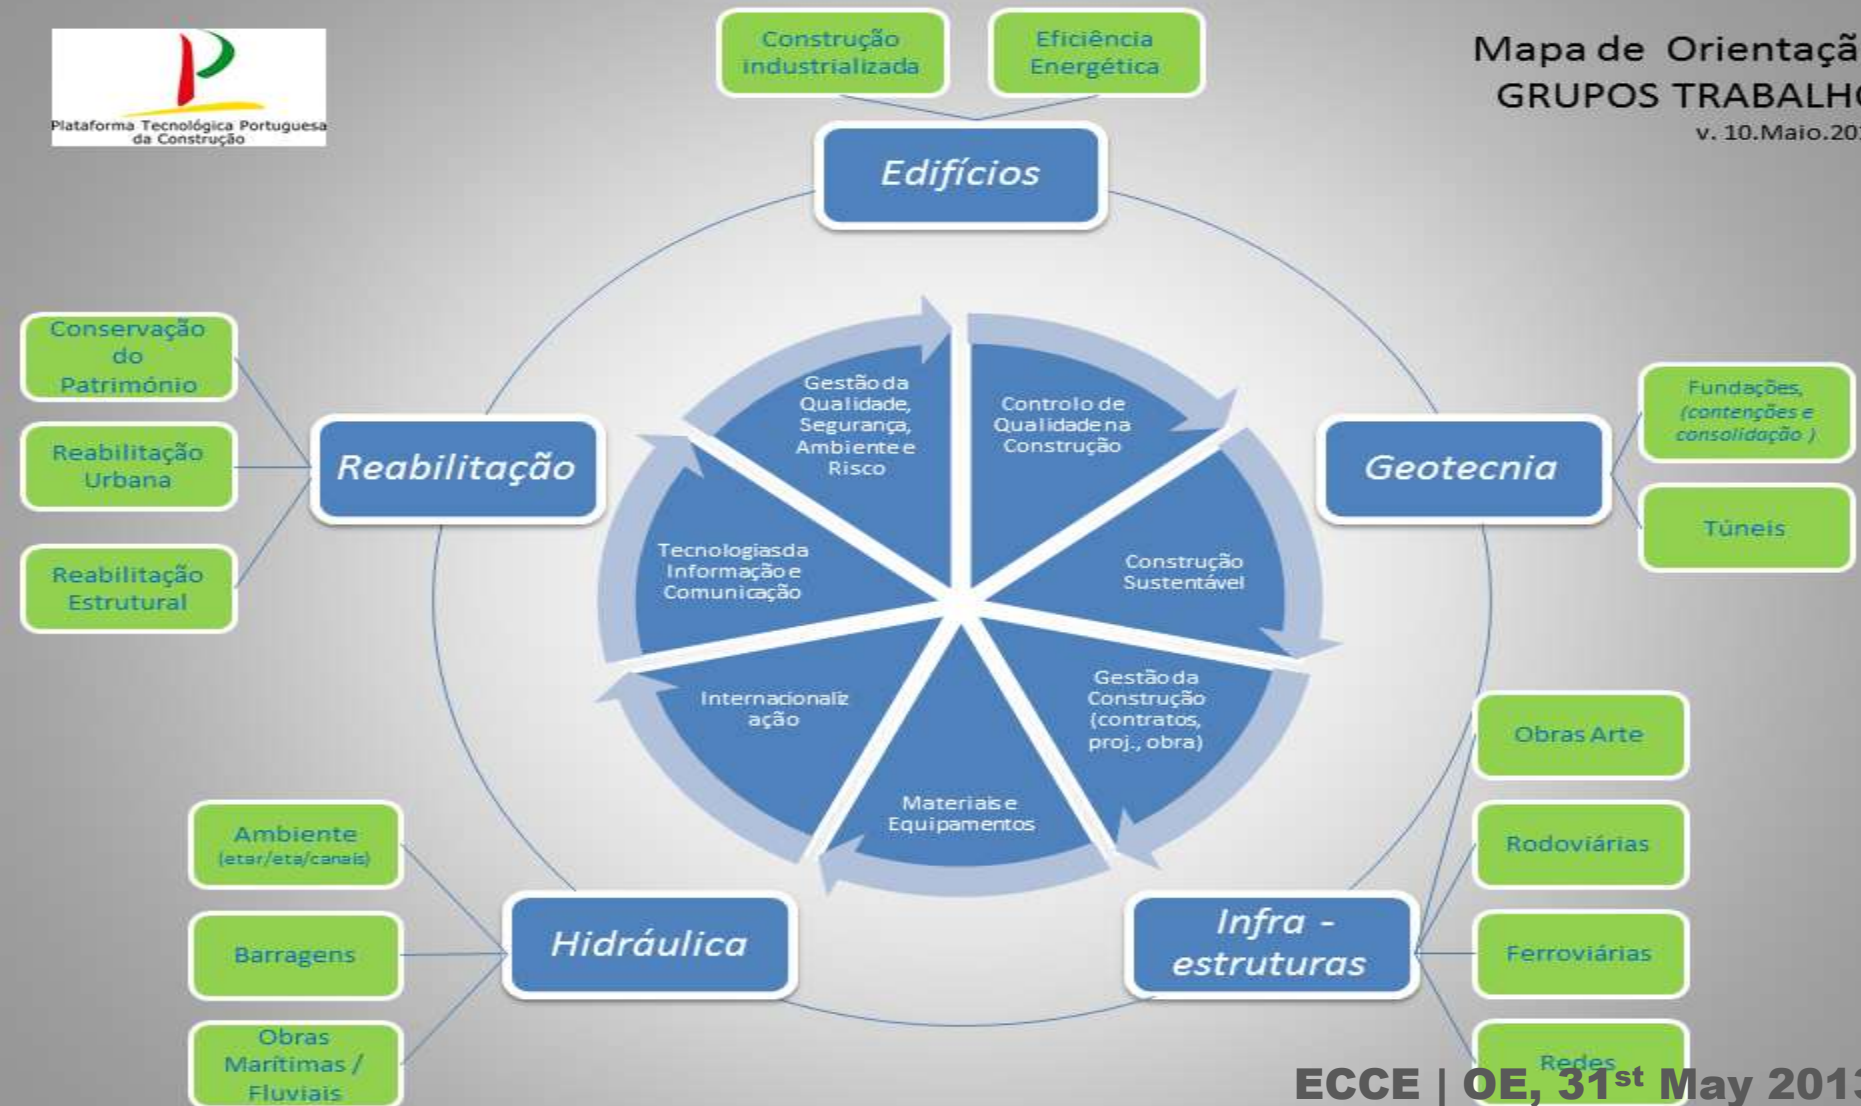 Plataforma Tecnológica Portuguesa
da Construção
Construção
industrializada
Eficiência
Energética
Mapa de Orientaçã
GRUPOS TRABALHO
v. 10.Maio.201
Edifícios
Conservação
do
Património
Reabilitação
Urbana
Reabilitação
Estrutural
Reabilitação
Gestão da
Qualidade,
Segurança,
Ambiente e
Risco
Controlo de
Qualidade na
Construção
Geotecnia
Fundações,
(contenções e
consolidação )
Túneis
Tecnologias da
Informação e
Comunicação
Construção
Sustentável
Internacionaliz
ação
Gestão da
Construção
(contratos,
proj., obra)
Materiais e
Equipamentos
Ambiente
(etar/eta/canais)
Barragens
Obras
Marítimas /
Fluviais
Hidráulica
Infra -
estruturas
Obras Arte
Rodoviárias
Ferroviárias
Redes
ECCE | OE, 31st May 2013